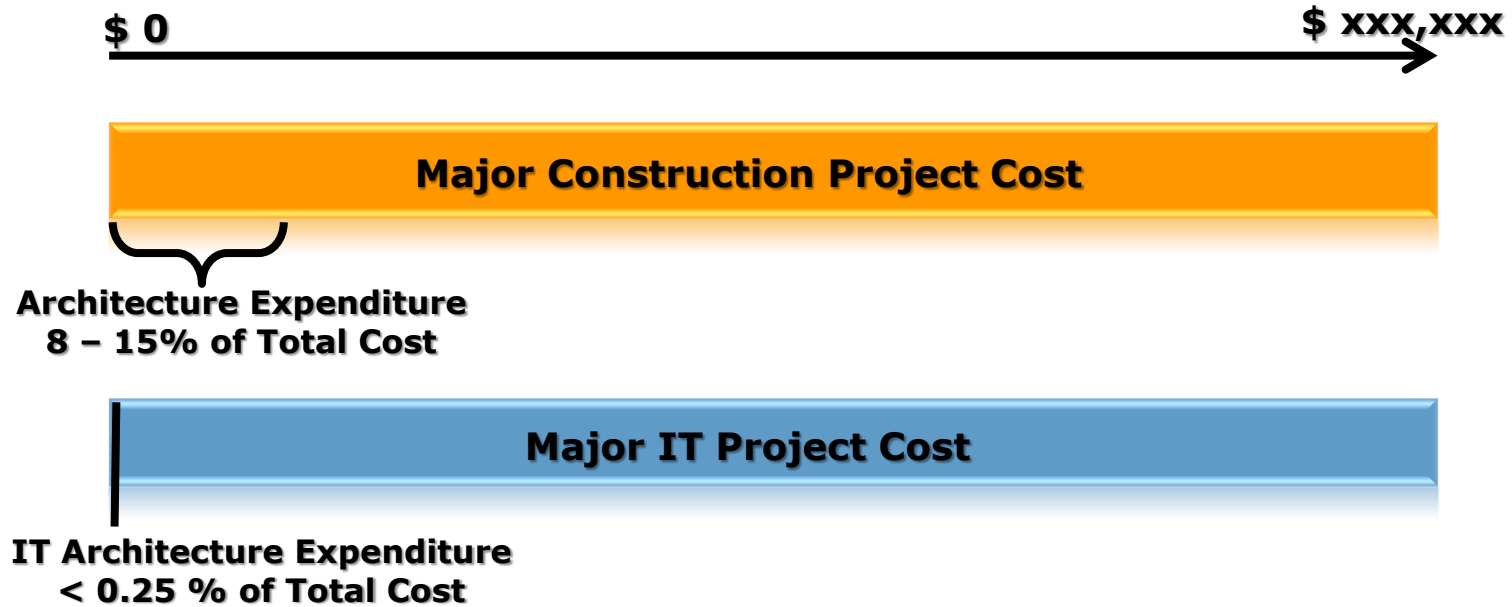 $ 0
$ xxx,xxx
Major Construction Project Cost
Architecture Expenditure
8 – 15% of Total Cost
Major IT Project Cost
IT Architecture Expenditure
< 0.25 % of Total Cost